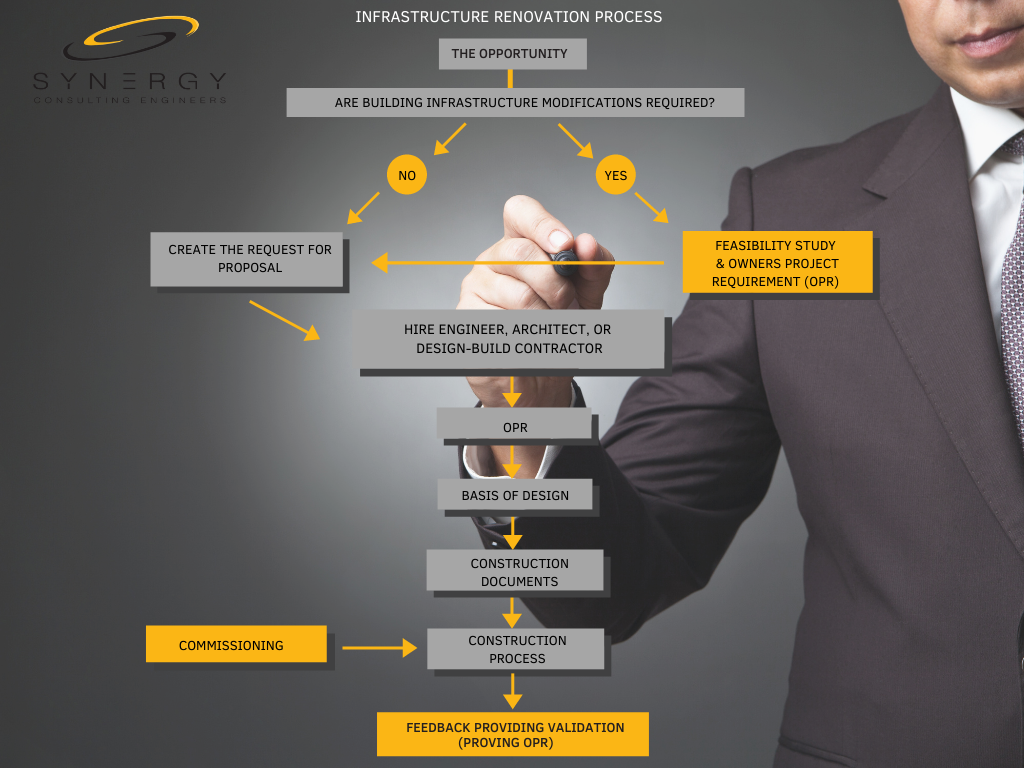 INFRASTRUCTURE RENOVATION PROCESS
SYNERGY
CONSULTING ENGINEERS
THE OPPORTUNITY
ARE BUILDING INFRASTRUCTURE MODIFICATIONS REQUIRED?
NO
YES
CREATE THE REQUEST FOR
PROPOSAL
FEASIBILITY STUDY
& OWNERS PROJECT
REQUIREMENT (OPR)
HIRE ENGINEER, ARCHITECT, OR
DESIGN-BUILD CONTRACTOR
OPR
BASIS OF DESIGN
CONSTRUCTION
DOCUMENTS
COMMISSIONING
CONSTRUCTION
PROCESS
FEEDBACK PROVIDING VALIDATION
(PROVING OPR)